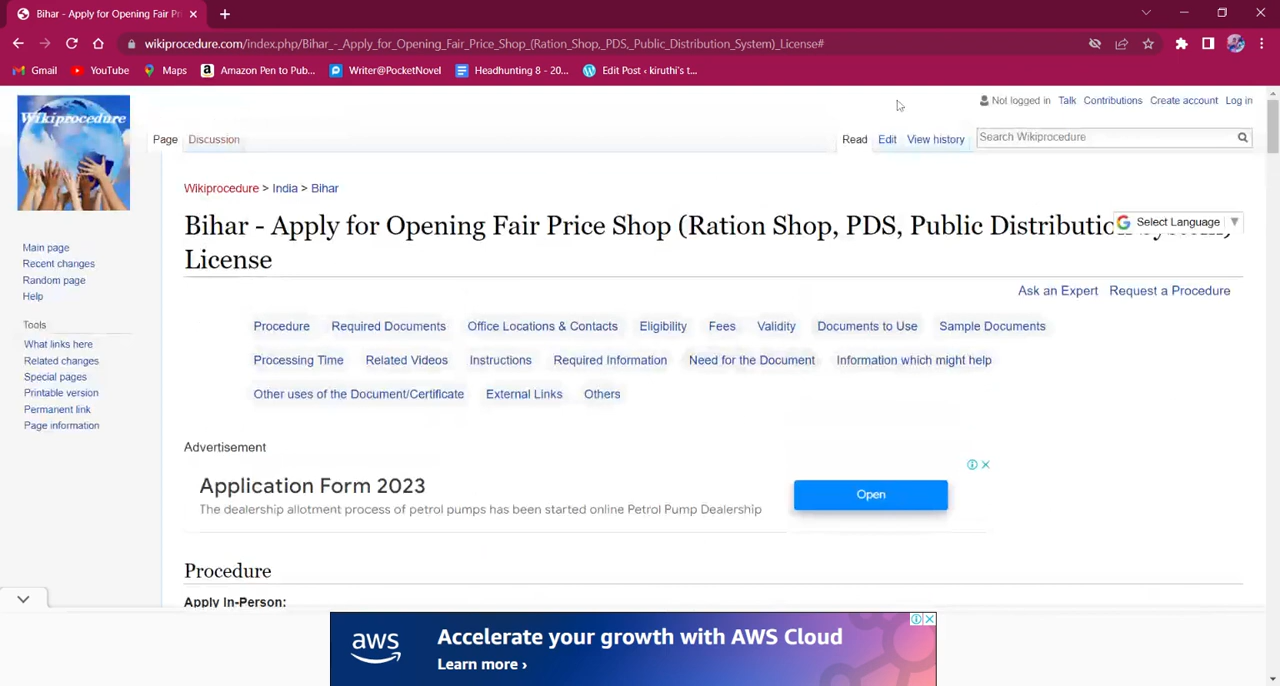 Bihar - Apply for Opening Fair Pr
wikiprocedure.com/index.php/Bihar_-_Apply_for_Opening_Fair_Price_Shop_(Ration_Shop,_PDS,_Public_Distribution_System)_License#
Gmail YouTube Maps Amazon Pen to Pub... Writer@PocketNovel Headhunting 8 - 20... Edit Post ‹ kiruthi's t...
Wikiprocedure
Not logged in Talk Contributions Create account Log in
Page Discussion Read Edit View history Search Wikiprocedure
Wikiprocedure > India > Bihar
Bihar - Apply for Opening Fair Price Shop (Ration Shop, PDS, Public Distribution System)
License
Select Language ▼
Ask an Expert Request a Procedure
Main page
Recent changes
Random page
Help
Tools
What links here
Related changes
Special pages
Printable version
Permanent link
Page information
Procedure Required Documents Office Locations & Contacts Eligibility Fees Validity Documents to Use Sample Documents
Processing Time Related Videos Instructions Required Information Need for the Document Information which might help
Other uses of the Document/Certificate External Links Others
Advertisement
Application Form 2023
The dealership allotment process of petrol pumps has been started online Petrol Pump Dealership
Open
Procedure
Apply In-Person:
aws
Accelerate your growth with AWS Cloud
Learn more ›